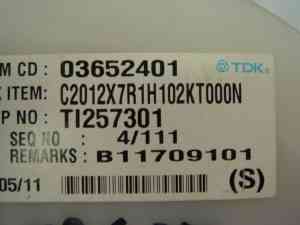 M CD : 03652401
TDK
ITEM: C2012X7R1H102KT000N
P NO : TI257301
SEQ NO 4/111
REMARKS : B11709101
05/11
(S)